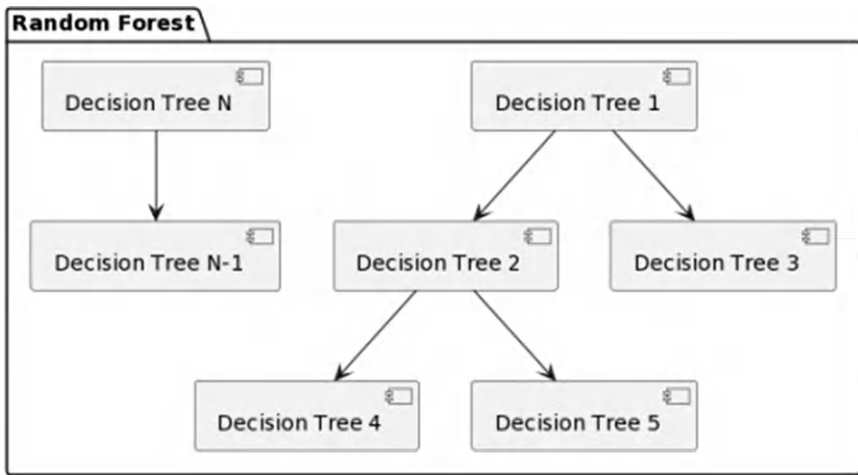 Random Forest
Decision Tree N
Decision Tree 1
Decision Tree N-1
Decision Tree 2
Decision Tree 3
Decision Tree 4
Decision Tree 5